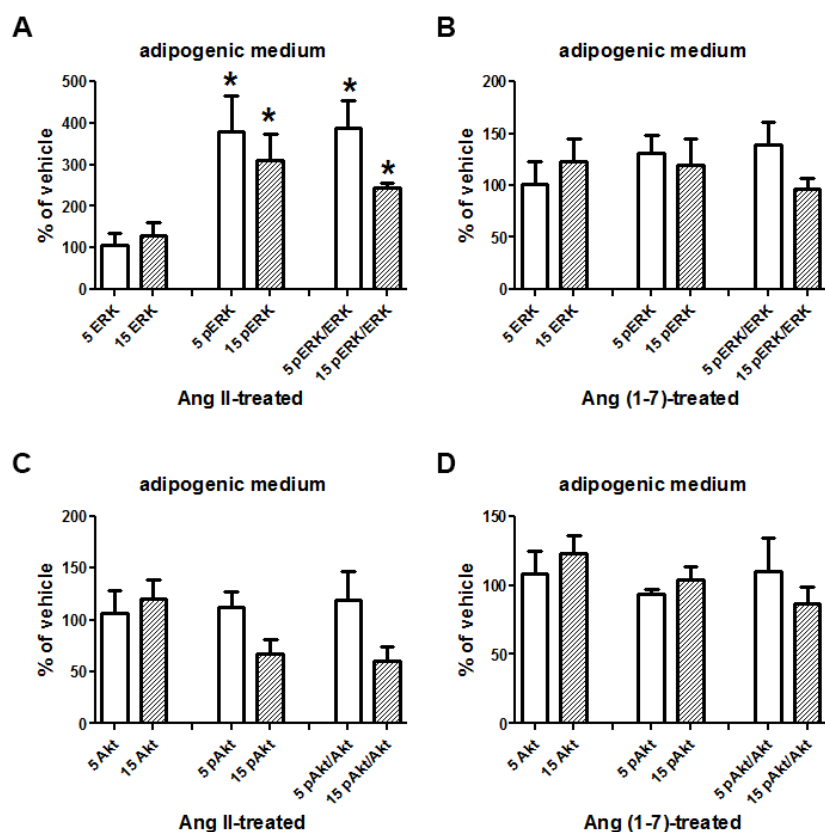 A
adipogenic medium
500
400
300
200
100
0
% of vehicle
* * * *
5 ERK 15 ERK 5 pERK 15 pERK 5 pERK/ERK 15 pERK/ERK
Ang II-treated
B
adipogenic medium
200
150
100
50
0
% of vehicle
5 ERK 15 ERK 5 pERK 15 pERK 5 pERK/ERK 15 pERK/ERK
Ang (1-7)-treated
C
adipogenic medium
200
150
100
50
0
% of vehicle
5 Akt 15 Akt 5 pAkt 15 pAkt 5 pAkt/Akt 15 pAkt/Akt
Ang II-treated
D
adipogenic medium
150
100
50
0
% of vehicle
5 Akt 15 Akt 5 pAkt 15 pAkt 5 pAkt/Akt 15 pAkt/Akt
Ang (1-7)-treated